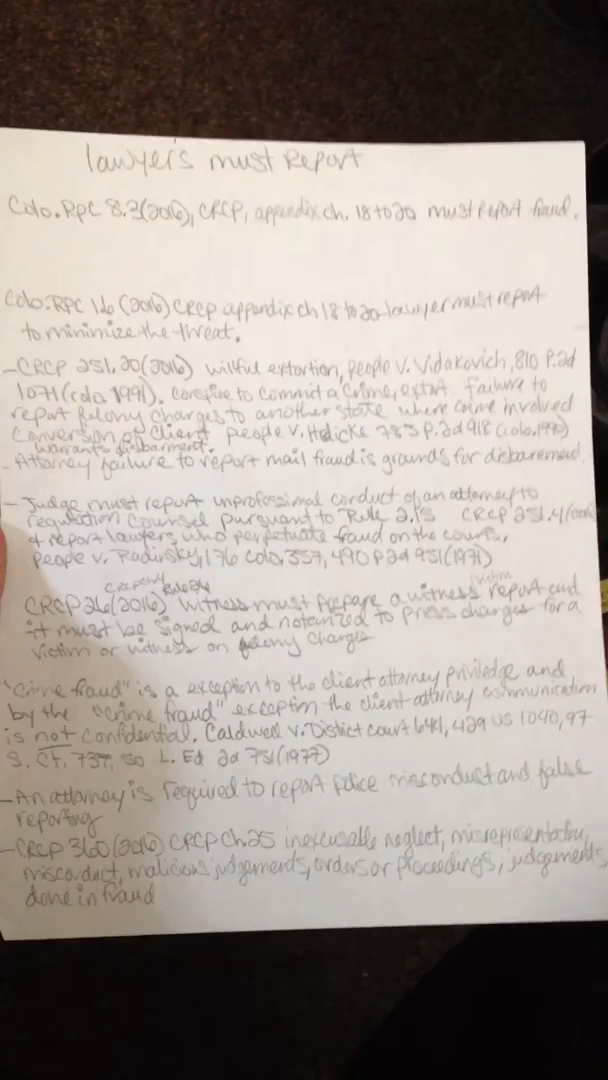 lawyer's must Report
Colo. Rpc 8.3(2016), CRCP, appendix ch. 18 to 20 must report fraud.
Colo. RPC 1.6 (2016) CRCP appendix ch 18 to 20 lawyer must report
to minimize the threat.
-CRCP 251.20(2016) willful extortion, people v. Vidakovich, 810 P.2d
1071 (colo. 1991). conspire to commit a crime, extort failure to
report felony charges to another state where crime involved
Conversion of Client people v. Hedicke 785 P.2d 918 (colo. 1990)
warrants disbarment.
- Attorney failure to report mail fraud is grounds for disbarement.
- Judge must report unprofessional conduct of an attorney to
regulation counsel pursuant to Rule 2.15 CRCP 251.4/
report lawyers who perpetuate fraud on the courts,
people v. Radinsky, 176 colo, 357, 490 P.2d 951 (1971)
CRCP Rule 26
victim
CRCP 26 (2016) witness must prepare a witness report and
it must be signed and notarized to press charges for a
victim or witness on felony charges
"Crime fraud" is a exception to the client attorney priviledge and
by the "crime fraud" exception the client attorney communication
is not confidential. Caldwell v. District court 641, 429 US 1040, 97
S. Ct, 737, 50 L. Ed 2d 751 (1977)
-An attorney is required to report police misconduct and false
reporting
-CRCP 360 (2016) CRCP Ch. 25 inexcusable neglect, misrepresentation,
misconduct, malicious judgements, orders or proceedings, judgements
done in fraud